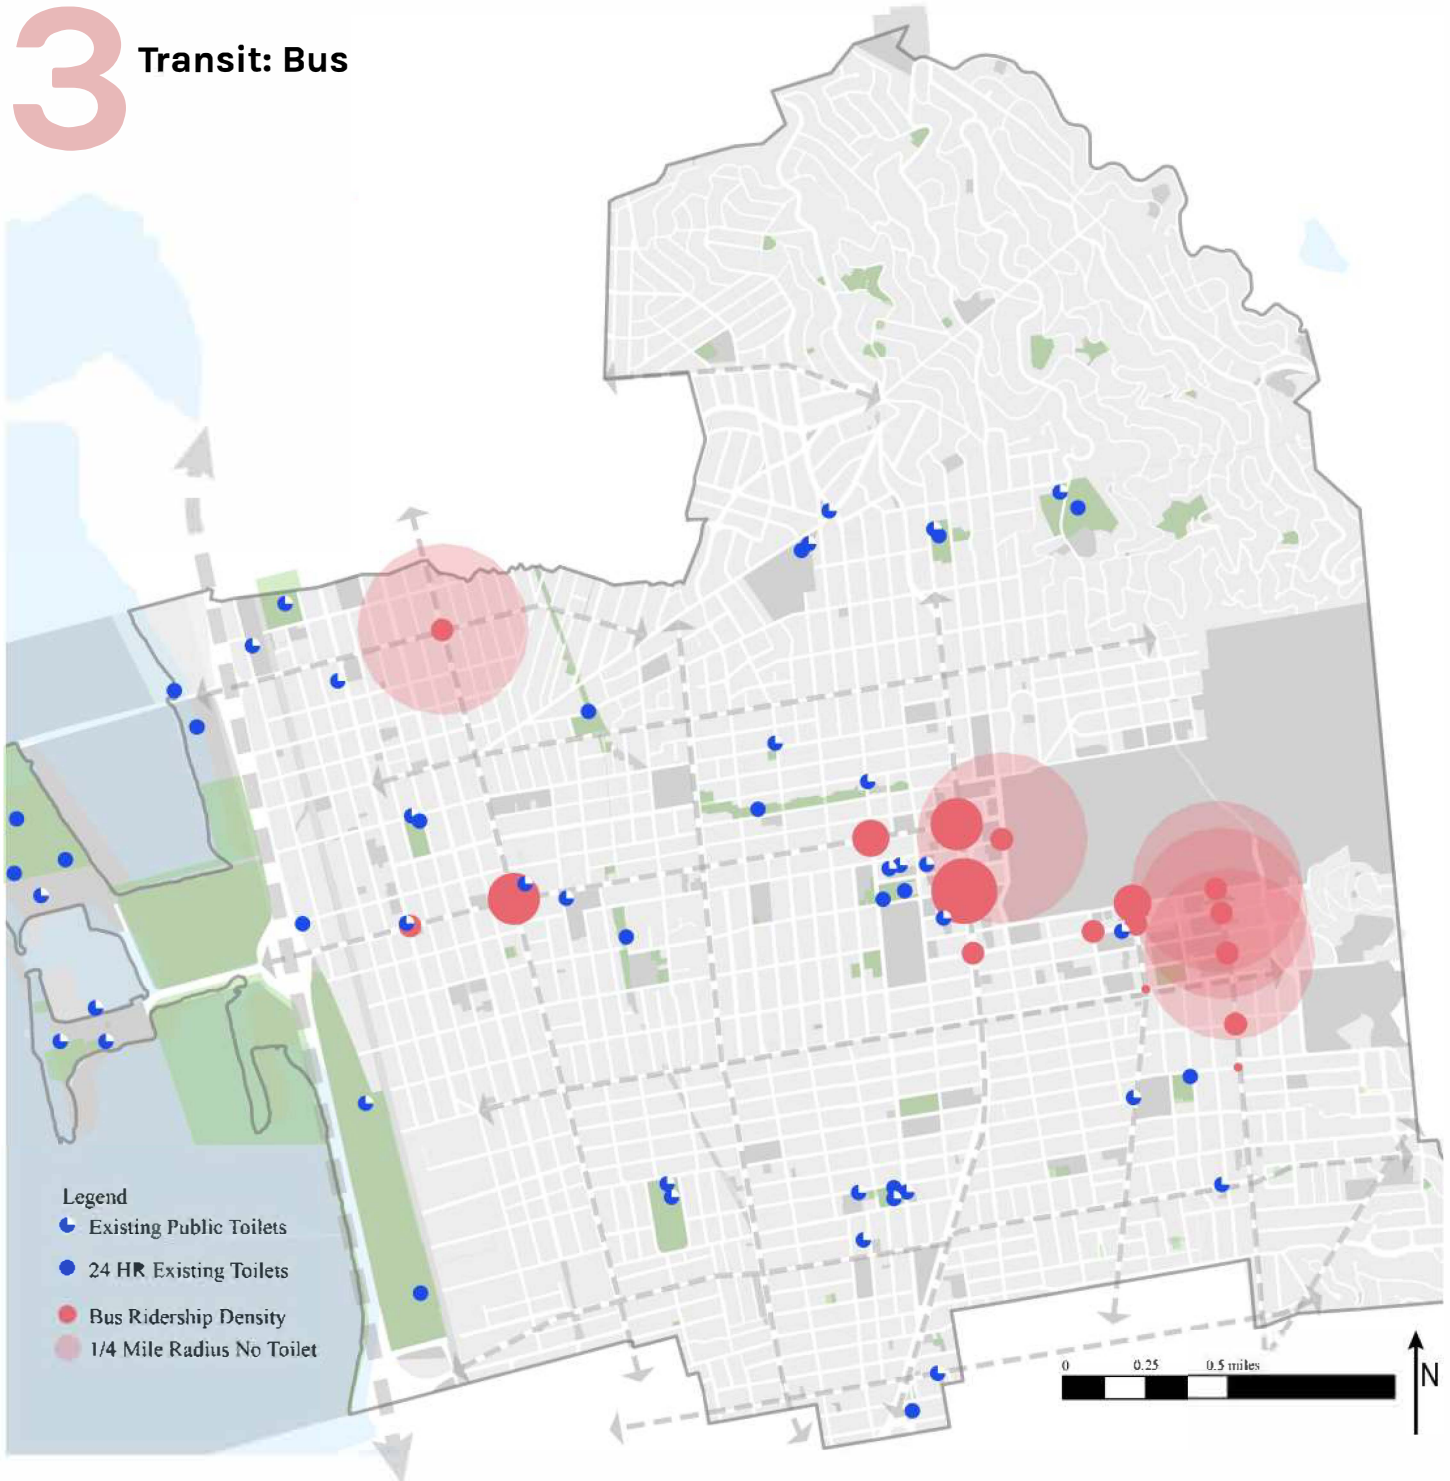 3
Transit: Bus
Legend
Existing Public Toilets
24 HR Existing Toilets
Bus Ridership Density
1/4 Mile Radius No Toilet
0 0.25 0.5 miles
N